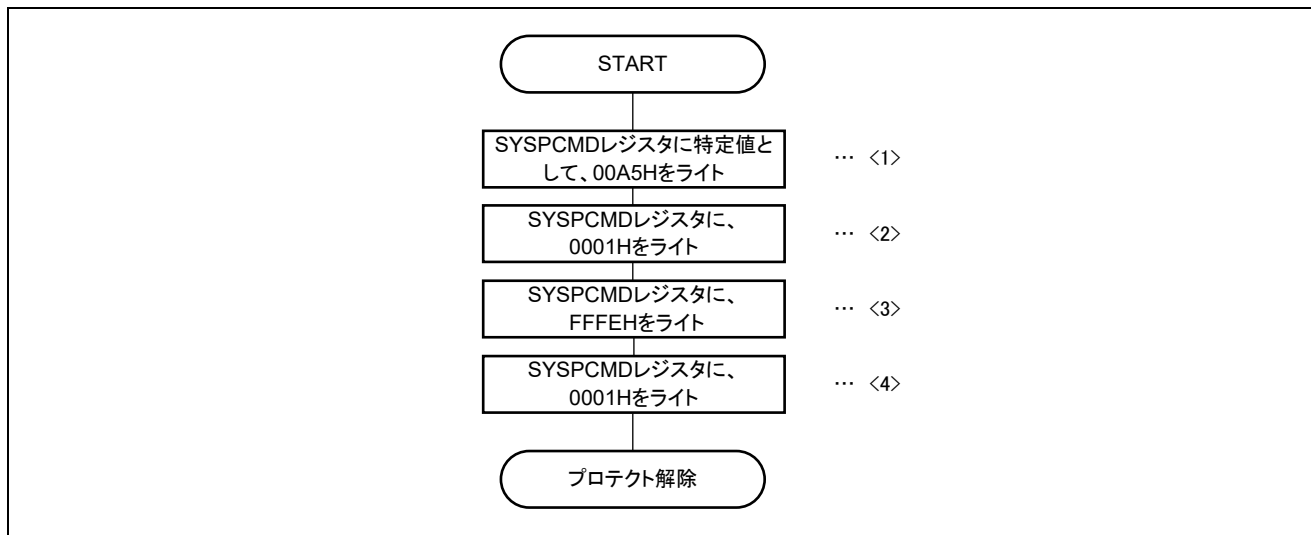 START
SYSPCMDレジスタに特定値と … <1>
して、00A5Hをライト
SYSPCMDレジスタに、
0001Hをライト … <2>
SYSPCMDレジスタに、
FFFEHをライト … <3>
SYSPCMDレジスタに、
0001Hをライト … <4>
プロテクト解除